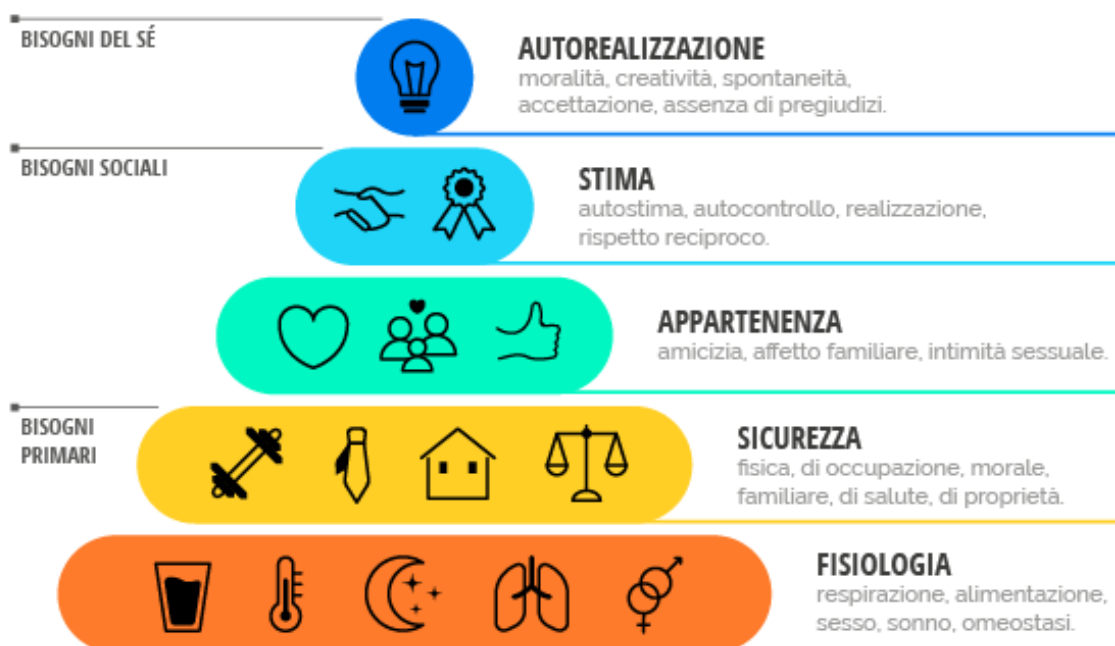 BISOGNI DEL SÉ
AUTOREALIZZAZIONE
moralità, creatività, spontaneità,
accettazione, assenza di pregiudizi.
BISOGNI SOCIALI
STIMA
autostima, autocontrollo, realizzazione,
rispetto reciproco.
APPARTENENZA
amicizia, affetto familiare, intimità sessuale.
BISOGNI
PRIMARI
SICUREZZA
fisica, di occupazione, morale,
familiare, di salute, di proprietà.
FISIOLOGIA
respirazione, alimentazione,
sesso, sonno, omeostasi.